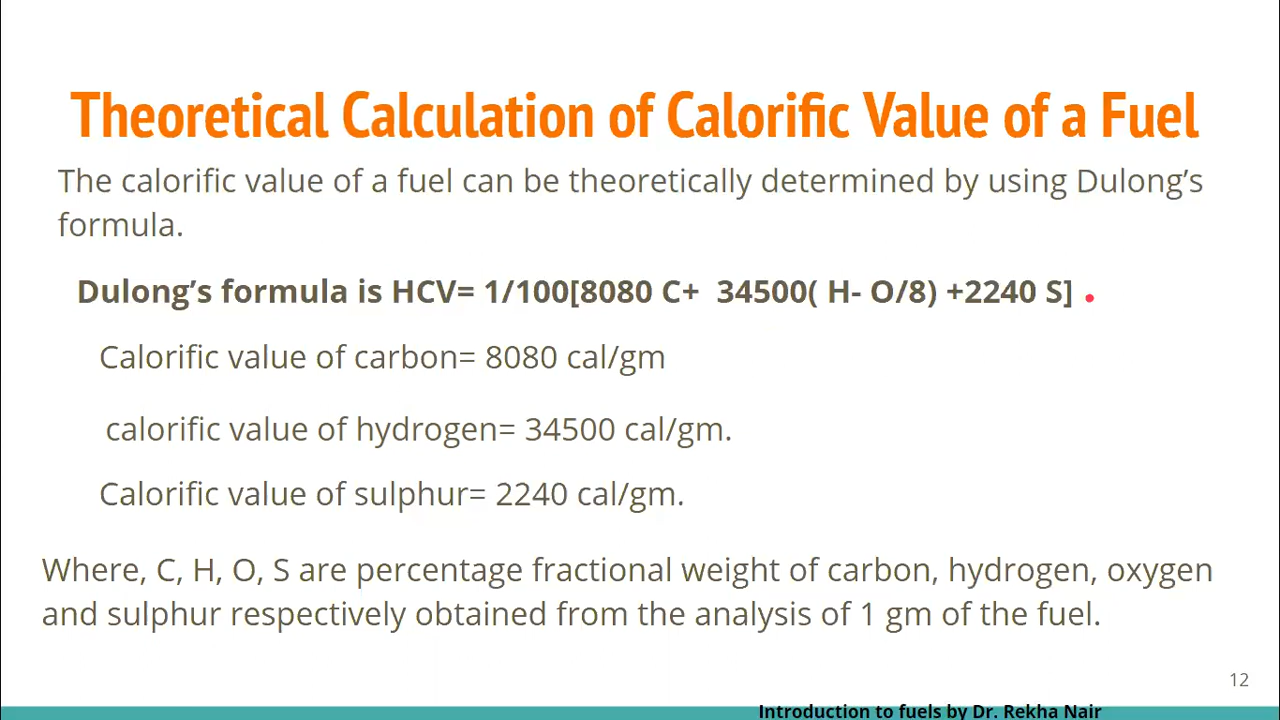 Theoretical Calculation of Calorific Value of a Fuel
The calorific value of a fuel can be theoretically determined by using Dulong’s
formula.
Dulong’s formula is HCV= 1/100[8080 C+  34500( H- O/8) +2240 S] .
Calorific value of carbon= 8080 cal/gm
calorific value of hydrogen= 34500 cal/gm.
Calorific value of sulphur= 2240 cal/gm.
Where, C, H, O, S are percentage fractional weight of carbon, hydrogen, oxygen
and sulphur respectively obtained from the analysis of 1 gm of the fuel.
12
Introduction to fuels by Dr. Rekha Nair